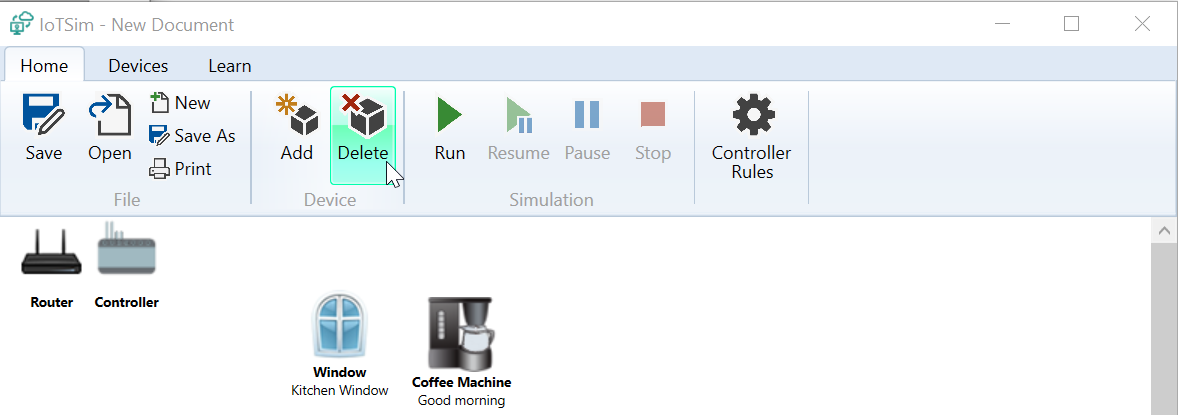 IoTSim - New Document
Home Devices Learn
Save
Open
New
Save As
Print
File
Add
Delete
Device
Run
Resume
Pause
Stop
Simulation
Controller
Rules
Router
Controller
Window
Kitchen Window
Coffee Machine
Good morning